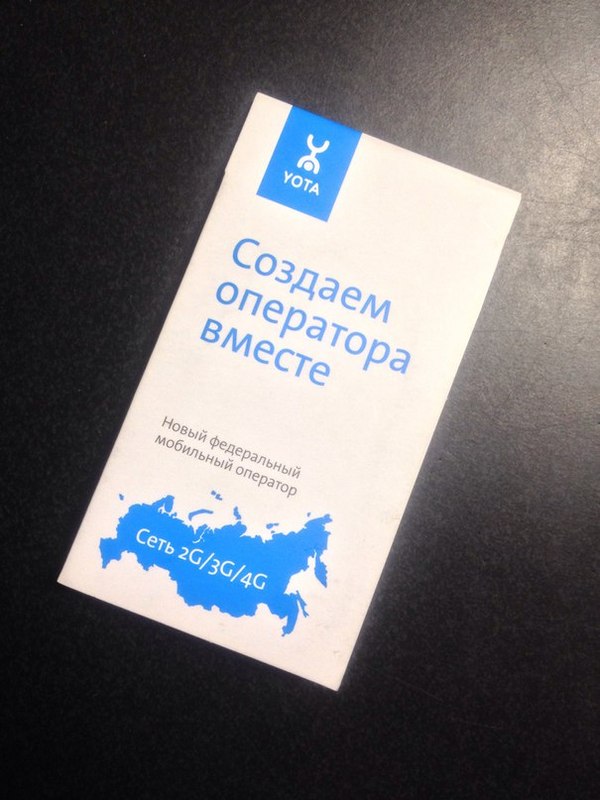 YOTA
Создаем
оператора
вместе
Новый федеральный
мобильный оператор
Сеть 2G/3G/4G